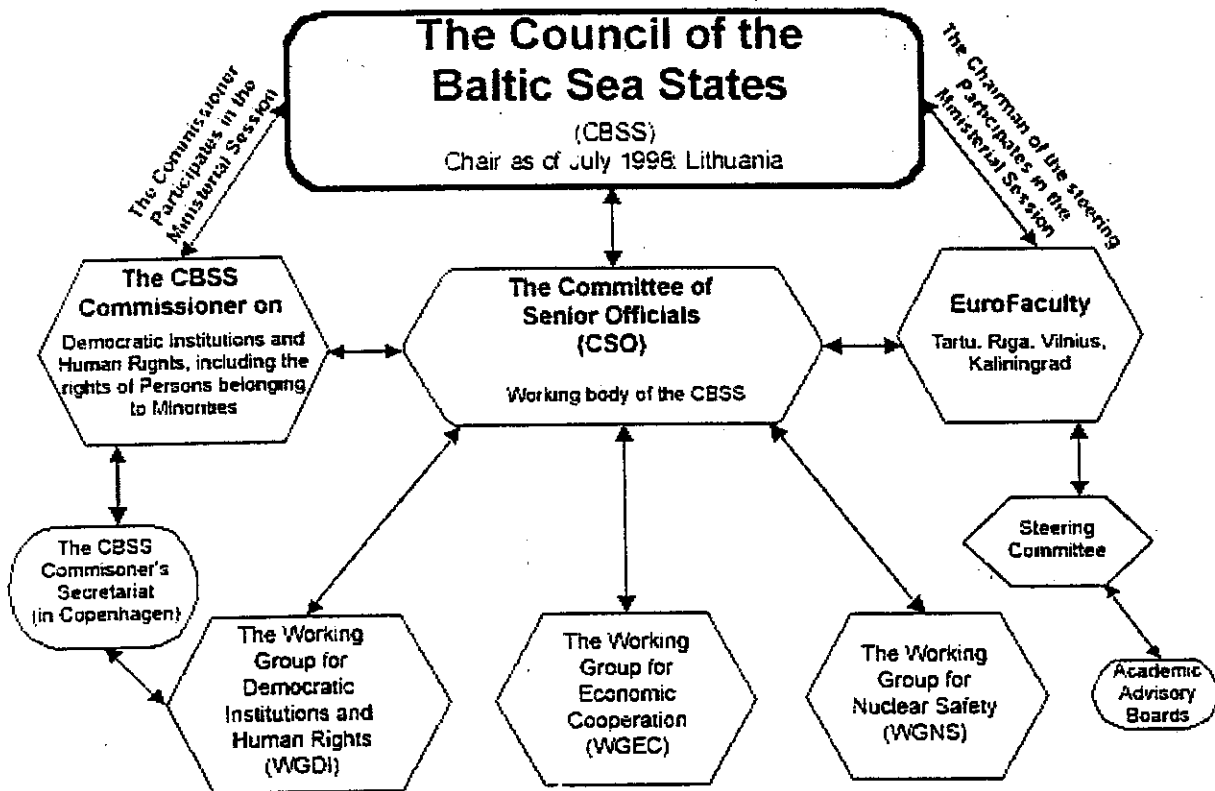 The Council of the
Baltic Sea States
(CBSS)
Chair as of July 1998: Lithuania
The Commissioner
Participates in the
Ministerial Session
The Chairman of the steering
Participates in the
Ministerial Session
The CBSS
Commissioner on
Democratic Institutions and
Human Rights, including the
rights of Persons belonging
to Minorities
The Committee of
Senior Officials
(CSO)
Working body of the CBSS
EuroFaculty
Tartu. Riga. Vilnius,
Kaliningrad
The CBSS
Commisoner's
Secretariat
(in Copenhagen)
Steering
Committee
The Working
Group for
Democratic
Institutions and
Human Rights
(WGDI)
The Working
Group for
Economic
Cooperation
(WGEC)
The Working
Group for
Nuclear Safety
(WGNS)
Academic
Advisory
Boards